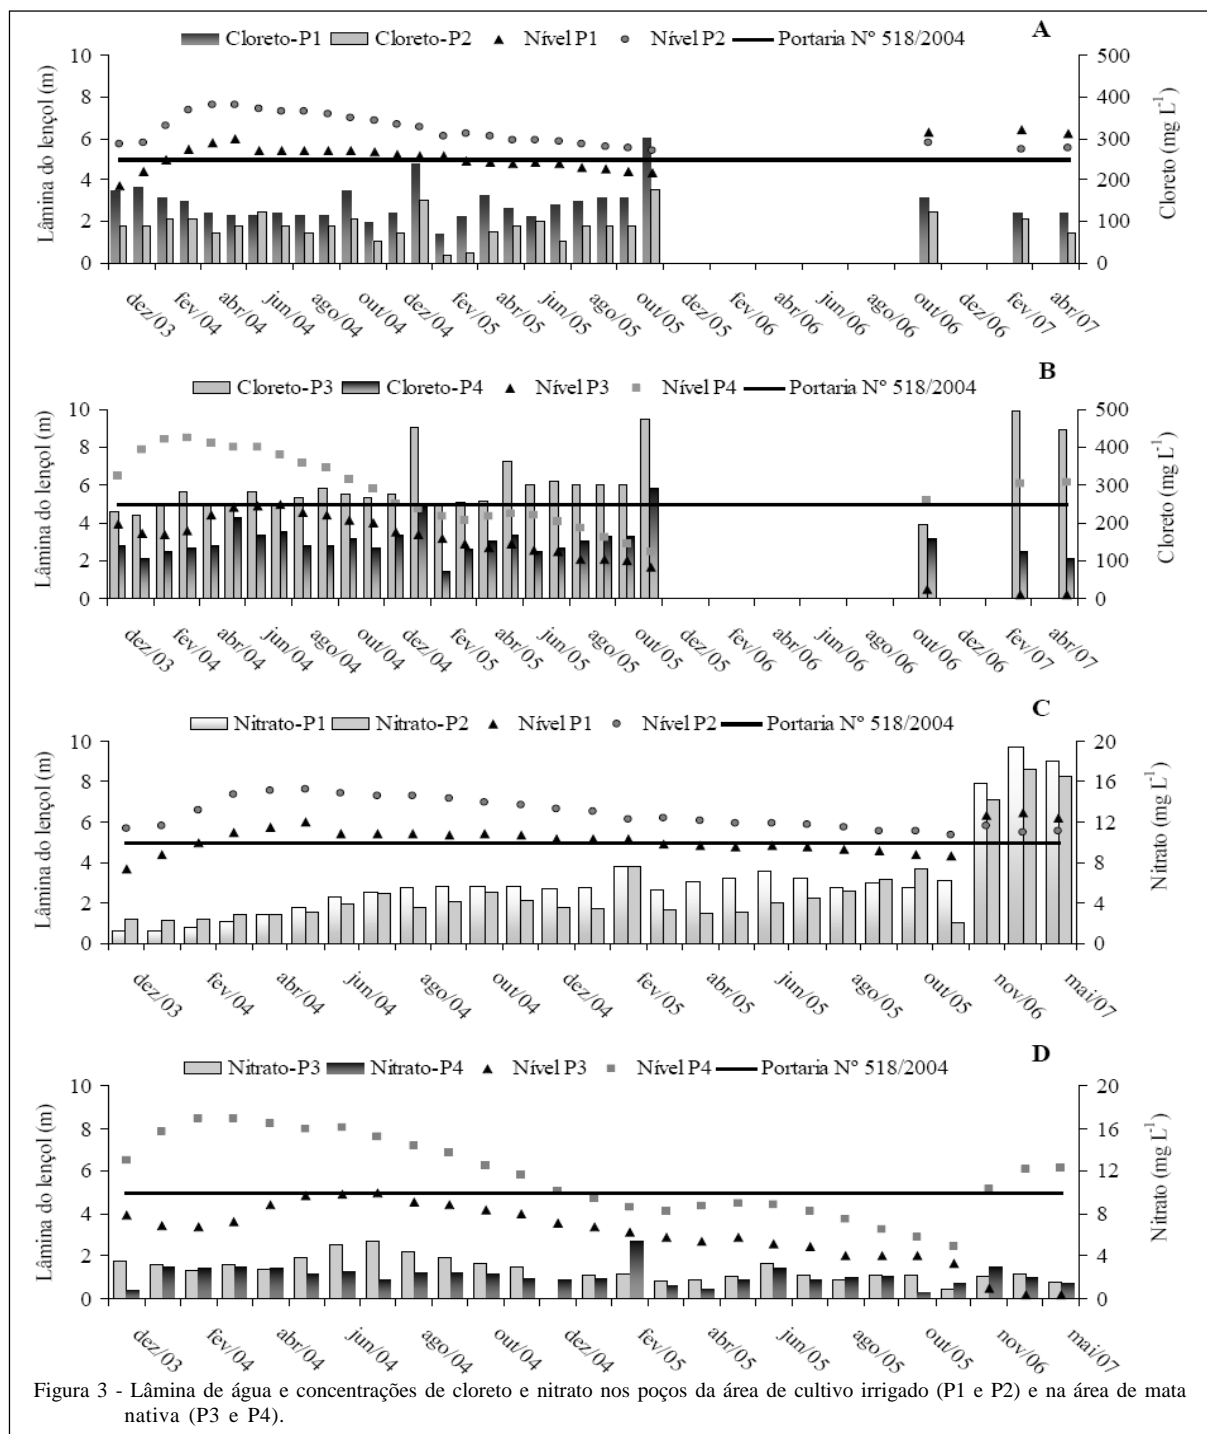 Cloreto-P1 Cloreto-P2 Nível P1 Nível P2 Portaria Nº 518/2004 A
Lâmina do lençol (m)
10 8 6 4 2 0
500 400 300 200 100 0
Cloreto (mg L-1)
dez/03 fev/04 abr/04 jun/04 ago/04 out/04 dez/04 fev/05 abr/05 jun/05 ago/05 out/05 dez/05 fev/06 abr/06 jun/06 ago/06 out/06 dez/06 fev/07 abr/07
Cloreto-P3 Cloreto-P4 Nível P3 Nível P4 Portaria Nº 518/2004 B
Lâmina do lençol (m)
10 8 6 4 2 0
500 400 300 200 100 0
Cloreto (mg L-1)
dez/03 fev/04 abr/04 jun/04 ago/04 out/04 dez/04 fev/05 abr/05 jun/05 ago/05 out/05 dez/05 fev/06 abr/06 jun/06 ago/06 out/06 dez/06 fev/07 abr/07
Nitrato-P1 Nitrato-P2 Nível P1 Nível P2 Portaria Nº 518/2004 C
Lâmina do lençol (m)
10 8 6 4 2 0
20 16 12 8 4 0
Nitrato (mg L-1)
dez/03 fev/04 abr/04 jun/04 ago/04 out/04 dez/04 fev/05 abr/05 jun/05 ago/05 out/05 nov/06 mai/07
Nitrato-P3 Nitrato-P4 Nível P3 Nível P4 Portaria Nº 518/2004 D
Lâmina do lençol (m)
10 8 6 4 2 0
20 16 12 8 4 0
Nitrato (mg L-1)
dez/03 fev/04 abr/04 jun/04 ago/04 out/04 dez/04 fev/05 abr/05 jun/05 ago/05 out/05 nov/06 mai/07
Figura 3 - Lâmina de água e concentrações de cloreto e nitrato nos poços da área de cultivo irrigado (P1 e P2) e na área de mata
nativa (P3 e P4).